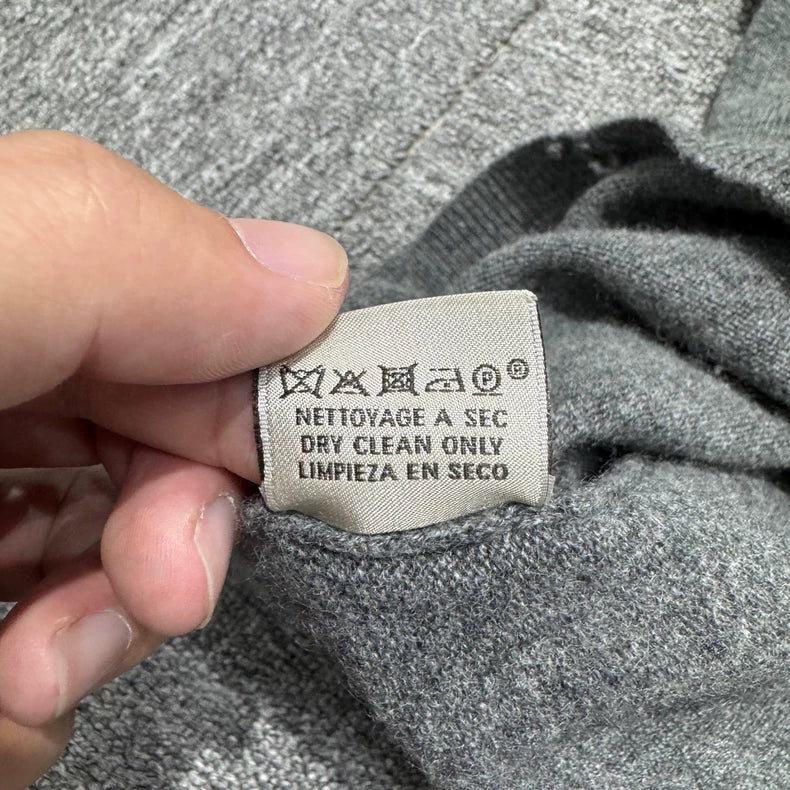 P ®
NETTOYAGE A SEC
DRY CLEAN ONLY
LIMPIEZA EN SECO